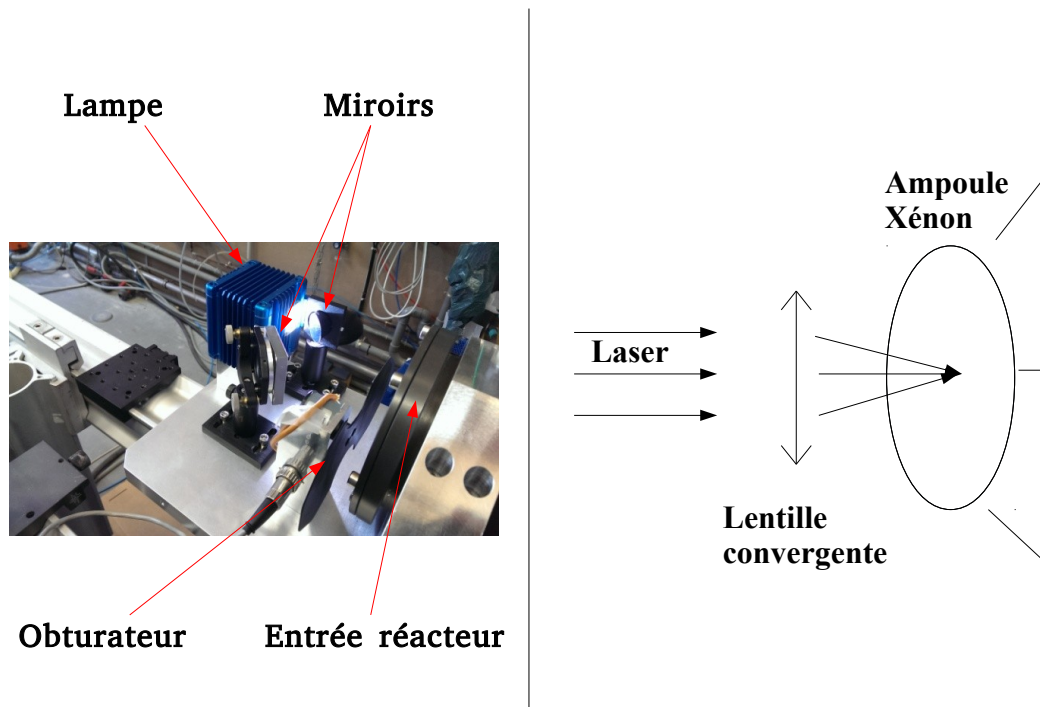 Lampe
Miroirs
Obturateur
Entrée réacteur
Ampoule
Xénon
Laser
Lentille
convergente